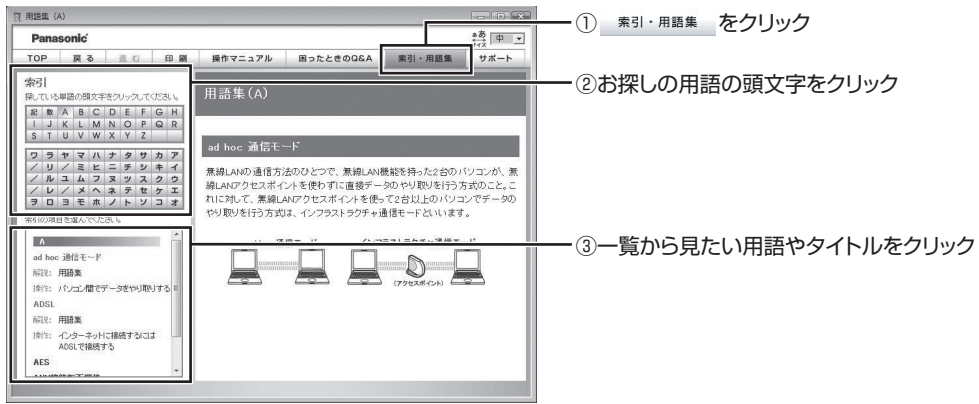 用語集 (A)
Panasonic
ああ
サイズ
中
TOP 戻る 進む 印刷 操作マニュアル 困ったときのQ&A 索引・用語集 サポート
① 索引・用語集 をクリック
索引
探している単語の頭文字をクリックしてください。
記 数 A B C D E F G H
I J K L M N O P Q R
S T U V W X Y Z
ワ ラ ヤ マ ハ ナ タ サ カ ア
／ リ ／ ミ ヒ ニ チ シ キ イ
／ ル ユ ム フ ヌ ツ ス ク ウ
／ レ ／ メ ヘ ネ テ セ ケ エ
ヲ ロ ヨ モ ホ ノ ト ソ コ オ
②お探しの用語の頭文字をクリック
索引の項目を選んでください。
A
ad hoc 通信モード
解説: 用語集
操作: パソコン間でデータをやり取りする
ADSL
解説: 用語集
操作: インターネットに接続するには
ADSLで接続する
AES
③一覧から見たい用語やタイトルをクリック
用語集(A)
ad hoc 通信モード
無線LANの通信方法のひとつで、無線LAN機能を持った2台のパソコンが、無
線LANアクセスポイントを使わずに直接データのやり取りを行う方式のこと。こ
れに対して、無線LANアクセスポイントを使って2台以上のパソコンでデータの
やり取りを行う方式は、インフラストラクチャ通信モードといいます。
インフラストラクチャ通信モード
(アクセスポイント)